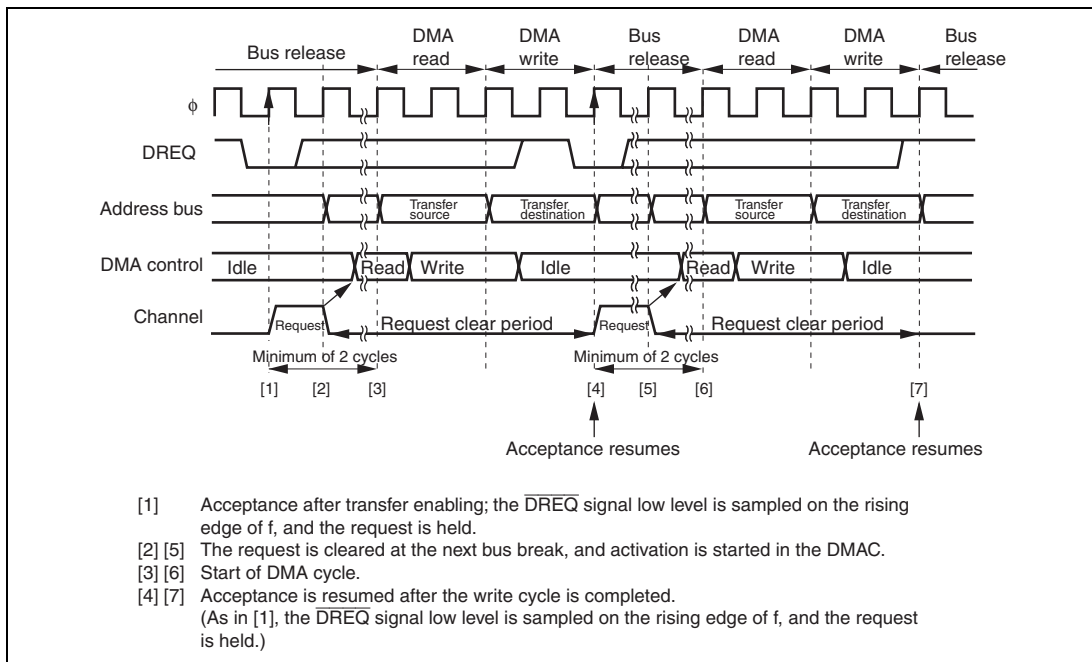 Bus release
DMA read
DMA write
Bus release
DMA read
DMA write
Bus release
ϕ
DREQ
Address bus
Transfer source
Transfer destination
Transfer source
Transfer destination
DMA control
Idle
Read
Write
Idle
Read
Write
Idle
Channel
Request
Request clear period
Request
Request clear period
Minimum of 2 cycles
Minimum of 2 cycles
[1] [2] [3] [4] [5] [6] [7]
Acceptance resumes
Acceptance resumes
[1] Acceptance after transfer enabling; the DREQ signal low level is sampled on the rising
edge of f, and the request is held.
[2] [5] The request is cleared at the next bus break, and activation is started in the DMAC.
[3] [6] Start of DMA cycle.
[4] [7] Acceptance is resumed after the write cycle is completed.
(As in [1], the DREQ signal low level is sampled on the rising edge of f, and the request
is held.)